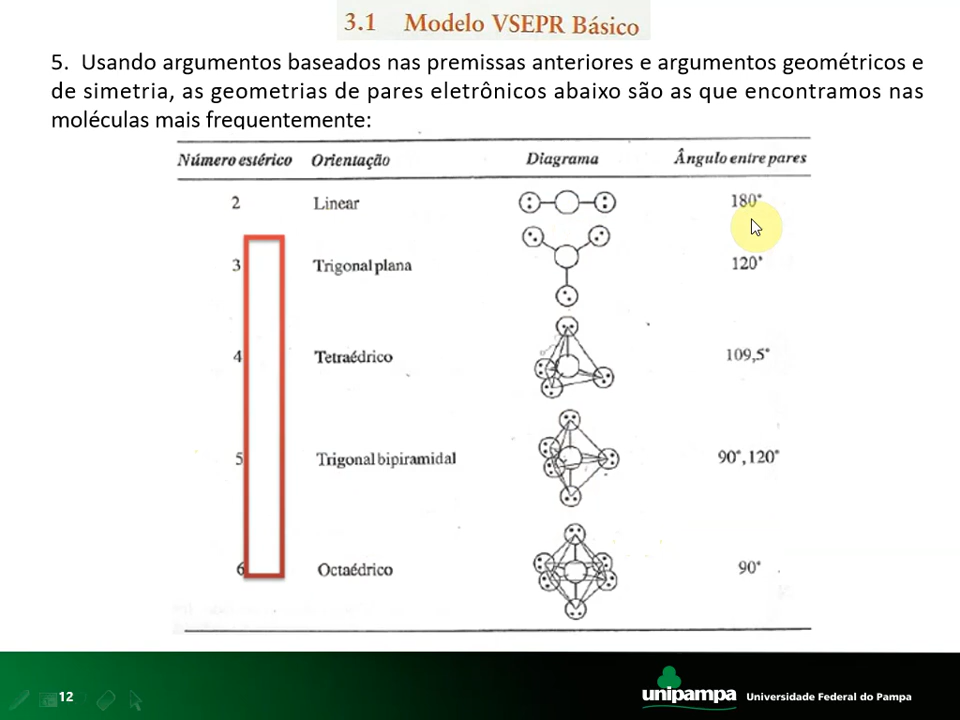 3.1 Modelo VSEPR Básico
5. Usando argumentos baseados nas premissas anteriores e argumentos geométricos e
de simetria, as geometrias de pares eletrônicos abaixo são as que encontramos nas
moléculas mais frequentemente:
Número estérico Orientação Diagrama Ângulo entre pares
2 Linear 180°
3 Trigonal plana 120°
4 Tetraédrico 109,5°
5 Trigonal bipiramidal 90°,120°
6 Octaédrico 90°
12
unipampa Universidade Federal do Pampa